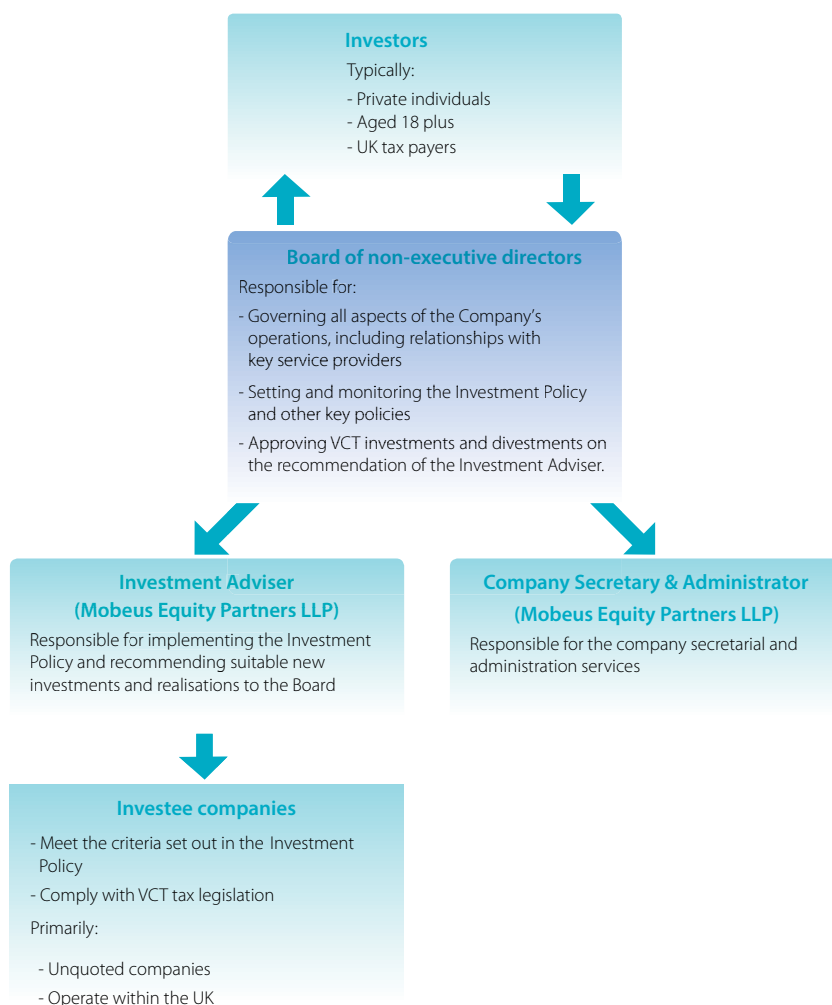 Investors
Typically:
- Private individuals
- Aged 18 plus
- UK tax payers
Board of non-executive directors
Responsible for:
- Governing all aspects of the Company’s
operations, including relationships with
key service providers
- Setting and monitoring the Investment Policy
and other key policies
- Approving VCT investments and divestments on
the recommendation of the Investment Adviser.
Investment Adviser
(Mobeus Equity Partners LLP)
Responsible for implementing the Investment
Policy and recommending suitable new
investments and realisations to the Board
Company Secretary & Administrator
(Mobeus Equity Partners LLP)
Responsible for the company secretarial and
administration services
Investee companies
- Meet the criteria set out in the Investment
Policy
- Comply with VCT tax legislation
Primarily:
- Unquoted companies
- Operate within the UK